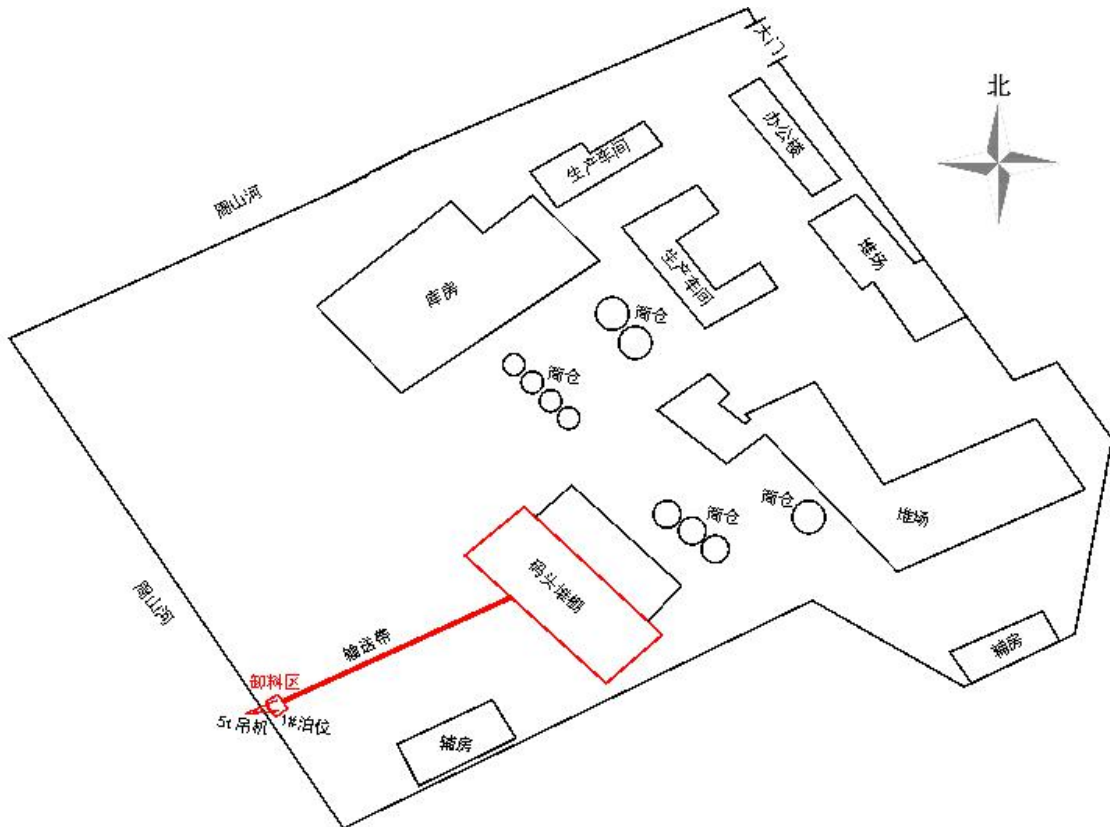 大门
北
办公楼
生产车间
周山河
堆场
生产车间
库房
筒仓
筒仓
筒仓
筒仓
堆场
码头堆棚
周山河
输送带
辅房
卸料区
5t吊机
1#泊位
辅房